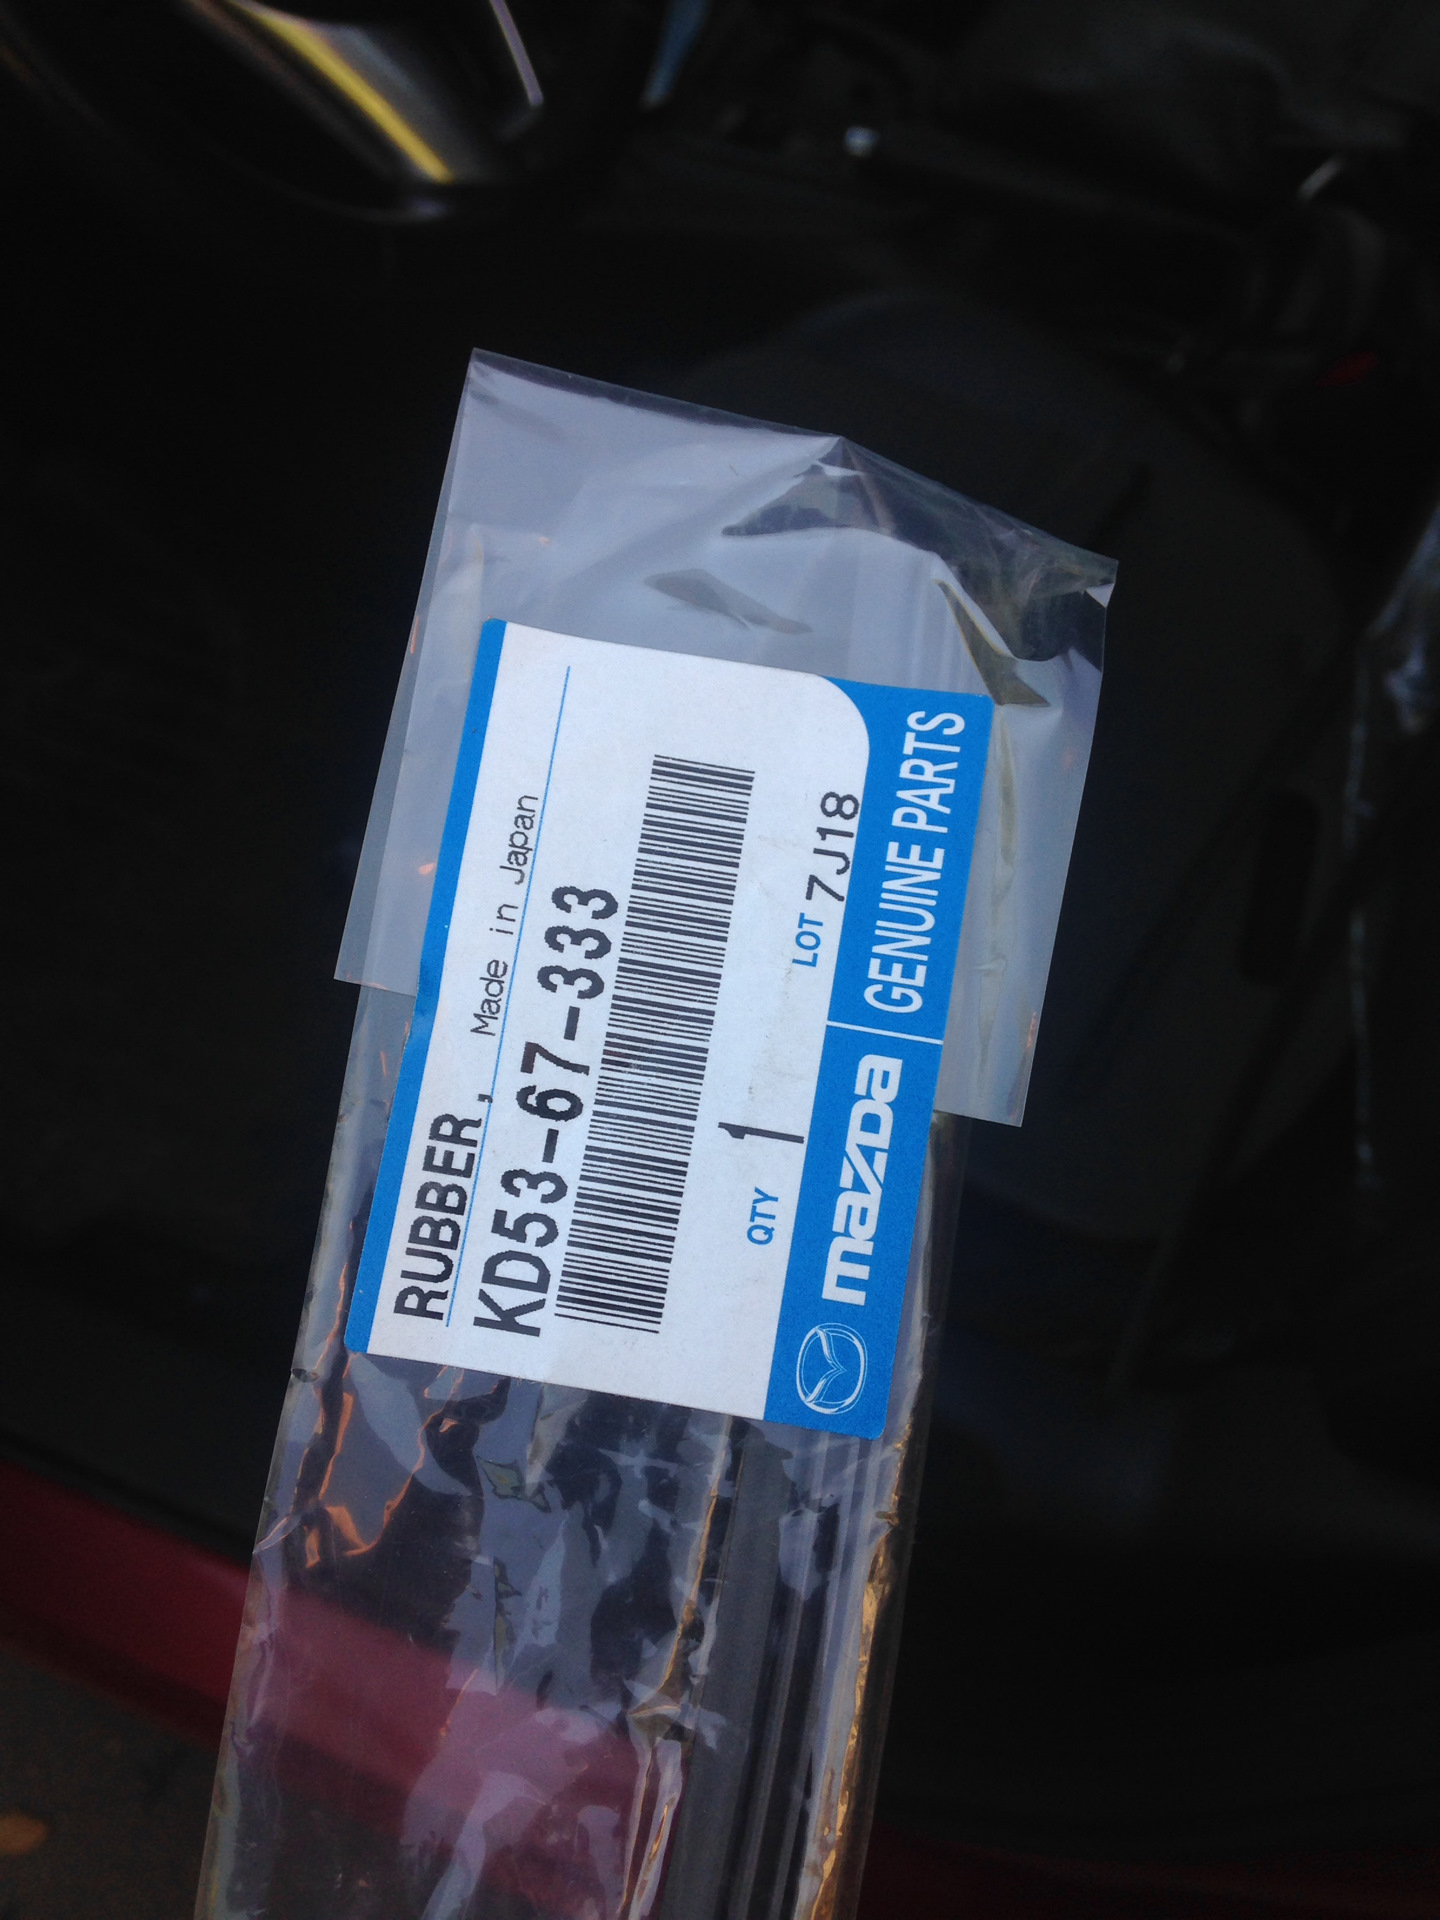 RUBBER, Made in Japan
KD53-67-333
QTY 1 LOT 7J18
mazda GENUINE PARTS